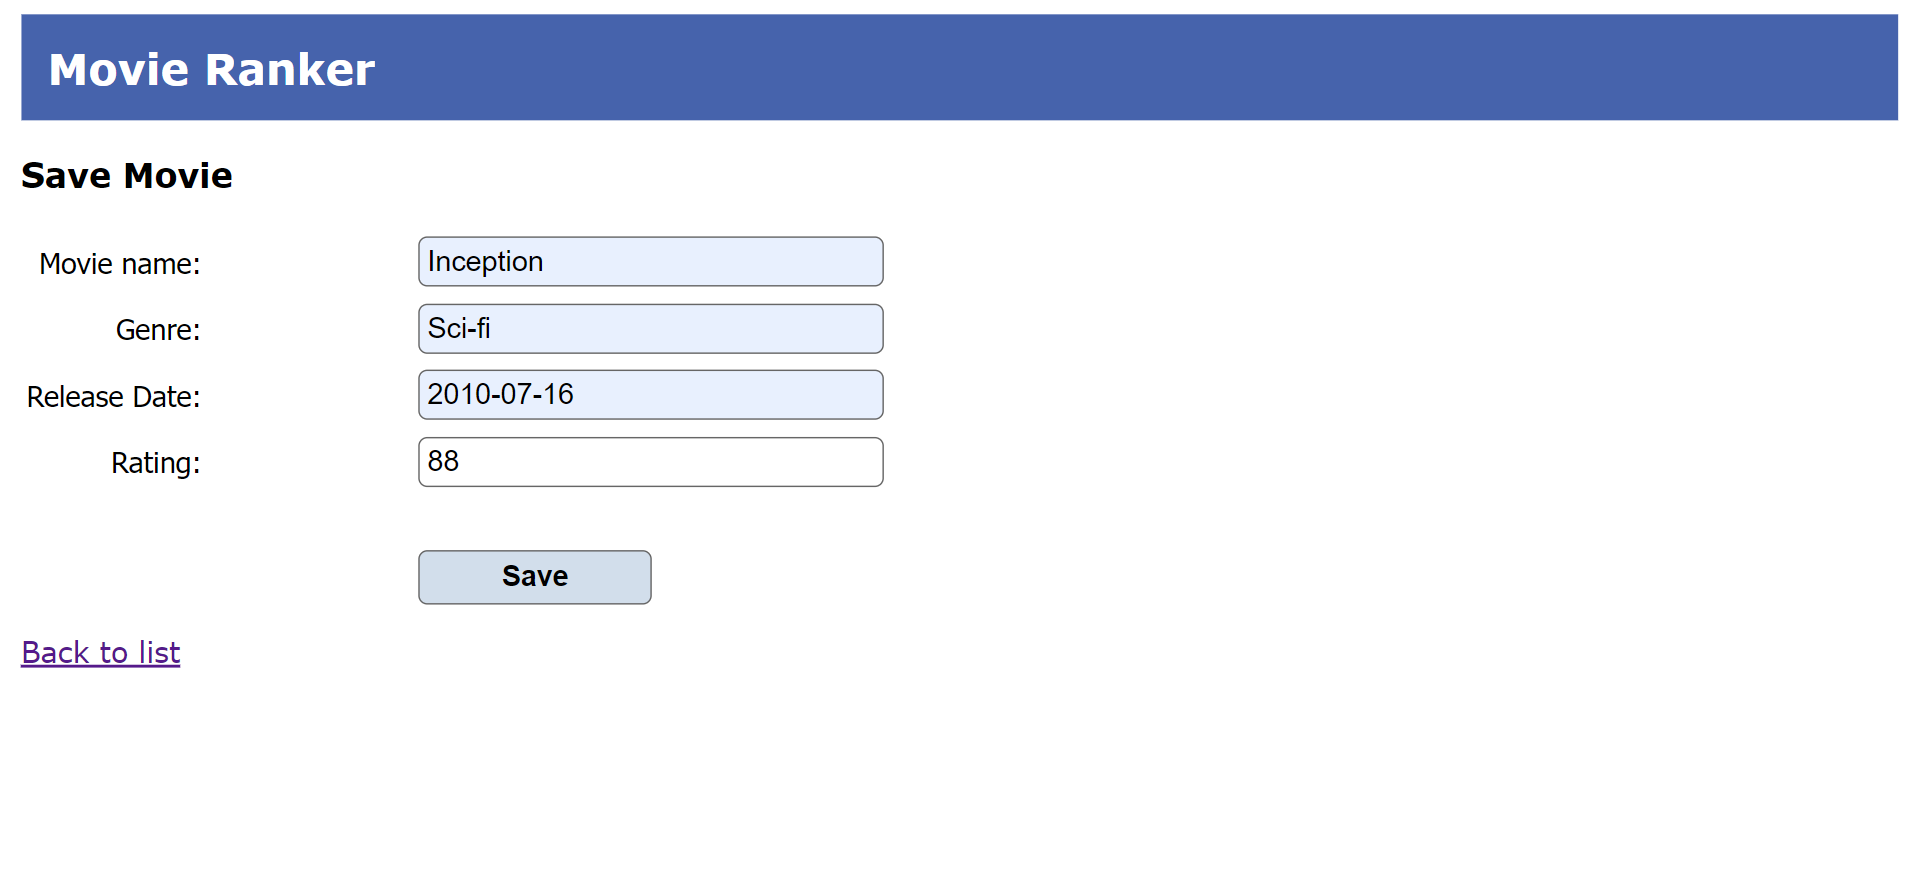 Movie Ranker
Save Movie
Movie name: Inception
Genre: Sci-fi
Release Date: 2010-07-16
Rating: 88
Save
Back to list